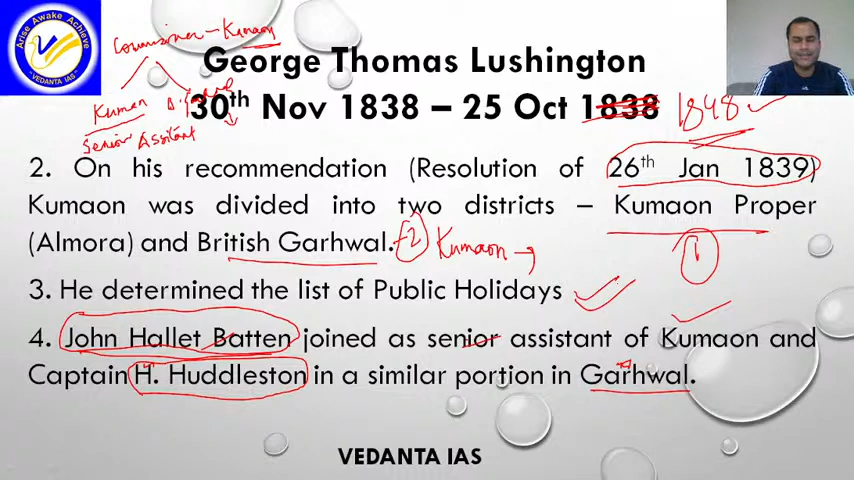 Arise Awake Achieve
VEDANTA IAS
Commissioner - Kumaon
Kumaon
Senior Assistant
George Thomas Lushington
30th Nov 1838 – 25 Oct 1838 1848
2. On his recommendation (Resolution of 26th Jan 1839)
Kumaon was divided into two districts – Kumaon Proper
(Almora) and British Garhwal. -2 Kumaon →
1
3. He determined the list of Public Holidays
4. John Hallet Batten joined as senior assistant of Kumaon and
Captain H. Huddleston in a similar portion in Garhwal.
VEDANTA IAS